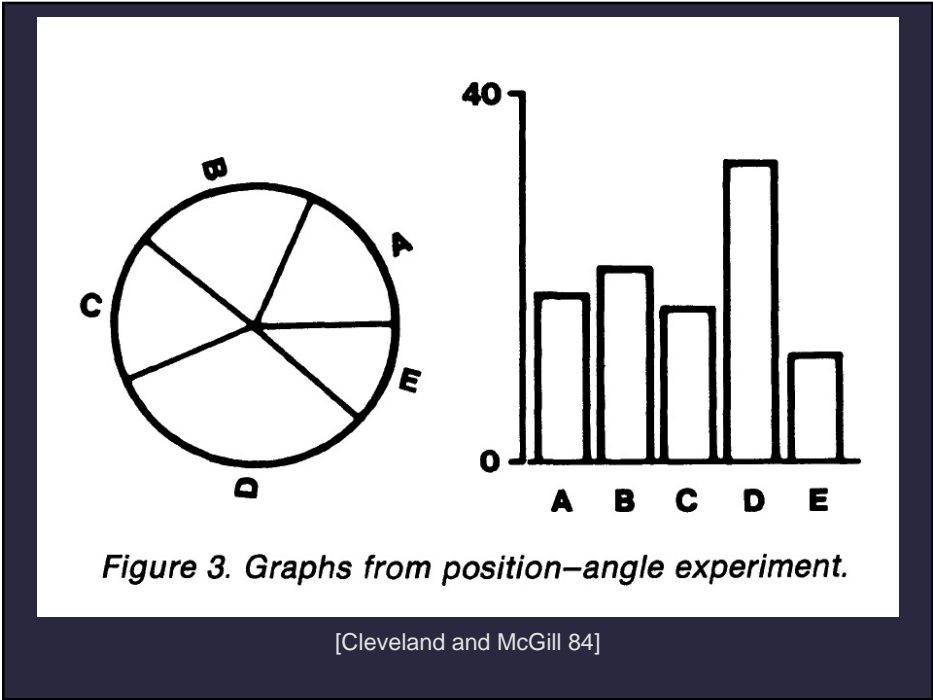 B
A
C
E
D
40
0
A B C D E
Figure 3. Graphs from position–angle experiment.
[Cleveland and McGill 84]